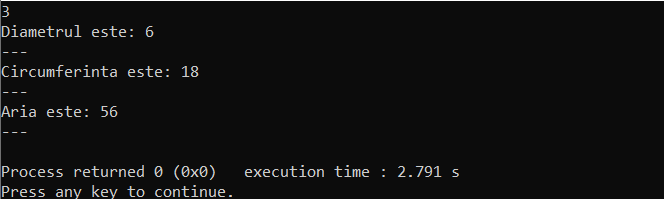 3
Diametrul este: 6
---
Circumferinta este: 18
---
Aria este: 56
---
Process returned 0 (0x0)   execution time : 2.791 s
Press any key to continue.